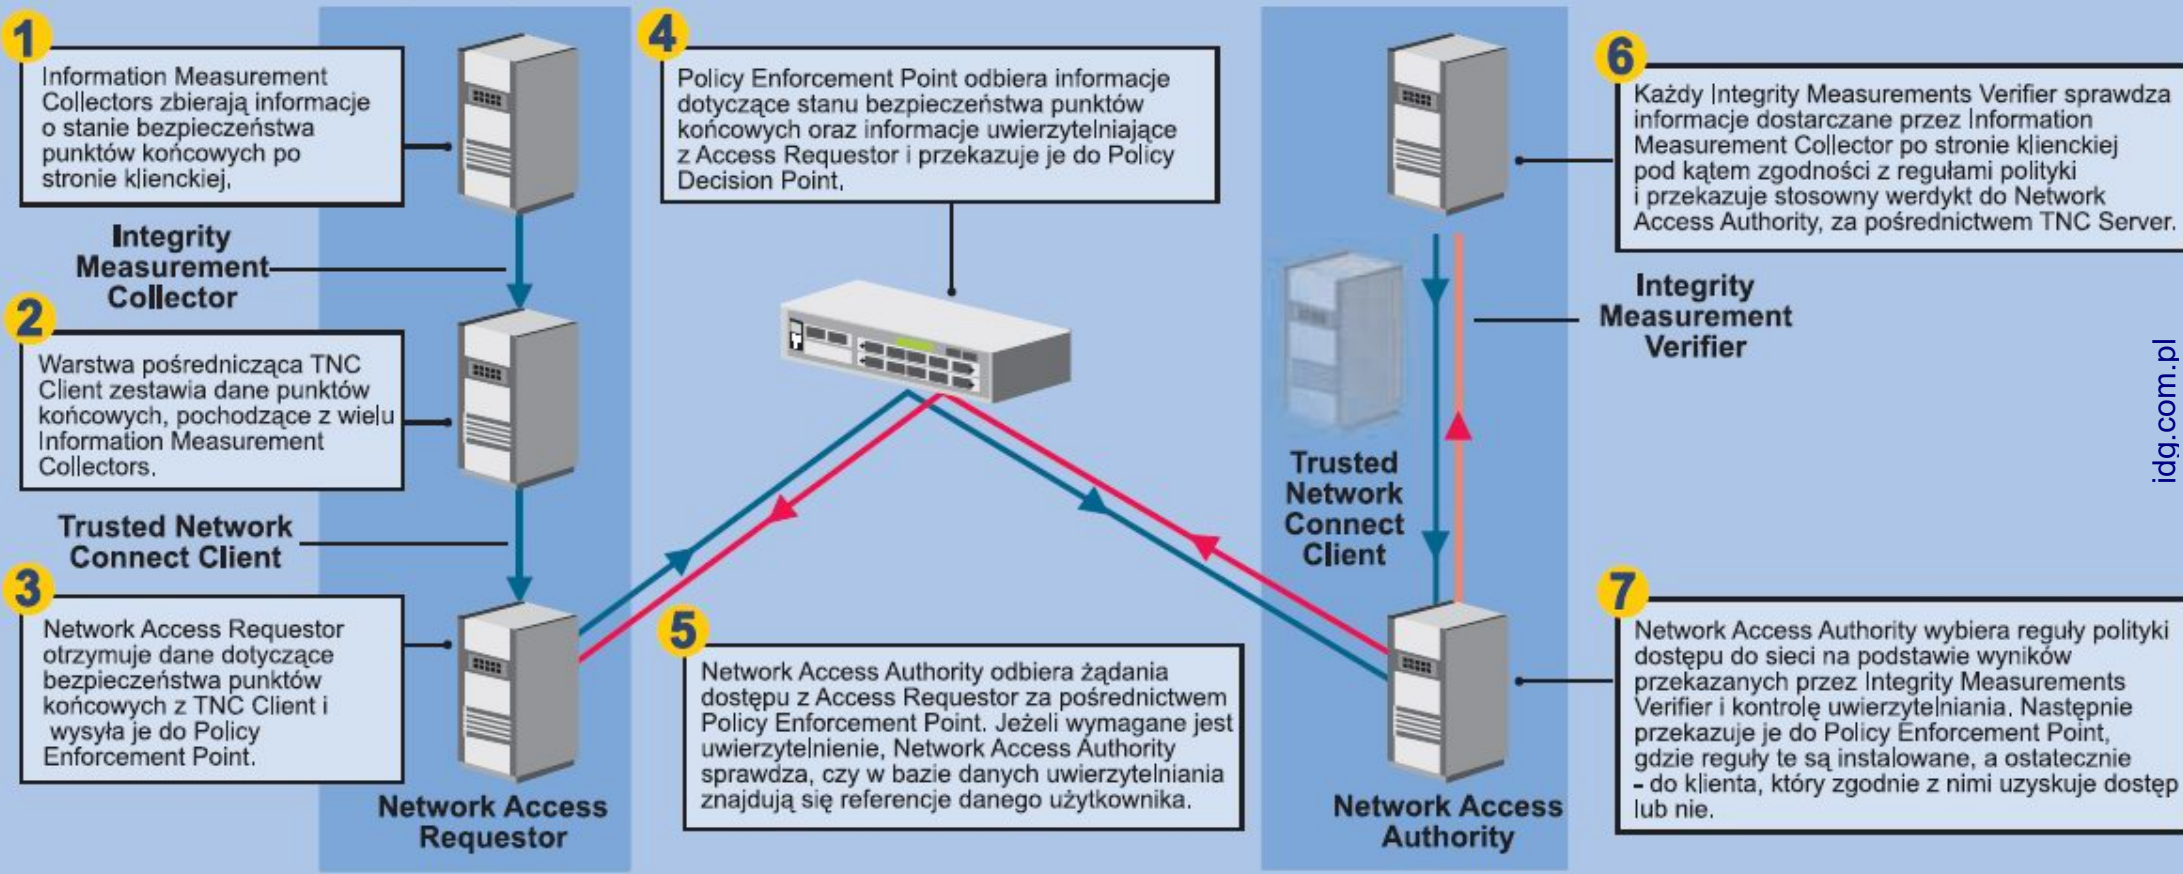 1
Information Measurement
Collectors zbierają informacje
o stanie bezpieczeństwa
punktów końcowych po
stronie klienckiej.
Integrity
Measurement
Collector
2
Warstwa pośrednicząca TNC
Client zestawia dane punktów
końcowych, pochodzące z wielu
Information Measurement
Collectors.
Trusted Network
Connect Client
3
Network Access Requestor
otrzymuje dane dotyczące
bezpieczeństwa punktów
końcowych z TNC Client i
wysyła je do Policy
Enforcement Point.
Network Access
Requestor
4
Policy Enforcement Point odbiera informacje
dotyczące stanu bezpieczeństwa punktów
końcowych oraz informacje uwierzytelniające
z Access Requestor i przekazuje je do Policy
Decision Point.
5
Network Access Authority odbiera żądania
dostępu z Access Requestor za pośrednictwem
Policy Enforcement Point. Jeżeli wymagane jest
uwierzytelnienie, Network Access Authority
sprawdza, czy w bazie danych uwierzytelniania
znajdują się referencje danego użytkownika.
Trusted
Network
Connect
Client
Network Access
Authority
6
Każdy Integrity Measurements Verifier sprawdza
informacje dostarczane przez Information
Measurement Collector po stronie klienckiej
pod kątem zgodności z regułami polityki
i przekazuje stosowny werdykt do Network
Access Authority, za pośrednictwem TNC Server.
Integrity
Measurement
Verifier
7
Network Access Authority wybiera reguły polityki
dostępu do sieci na podstawie wyników
przekazanych przez Integrity Measurements
Verifier i kontrolę uwierzytelniania. Następnie
przekazuje je do Policy Enforcement Point,
gdzie reguły te są instalowane, a ostatecznie
- do klienta, który zgodnie z nimi uzyskuje dostęp
lub nie.
idg.com.pl